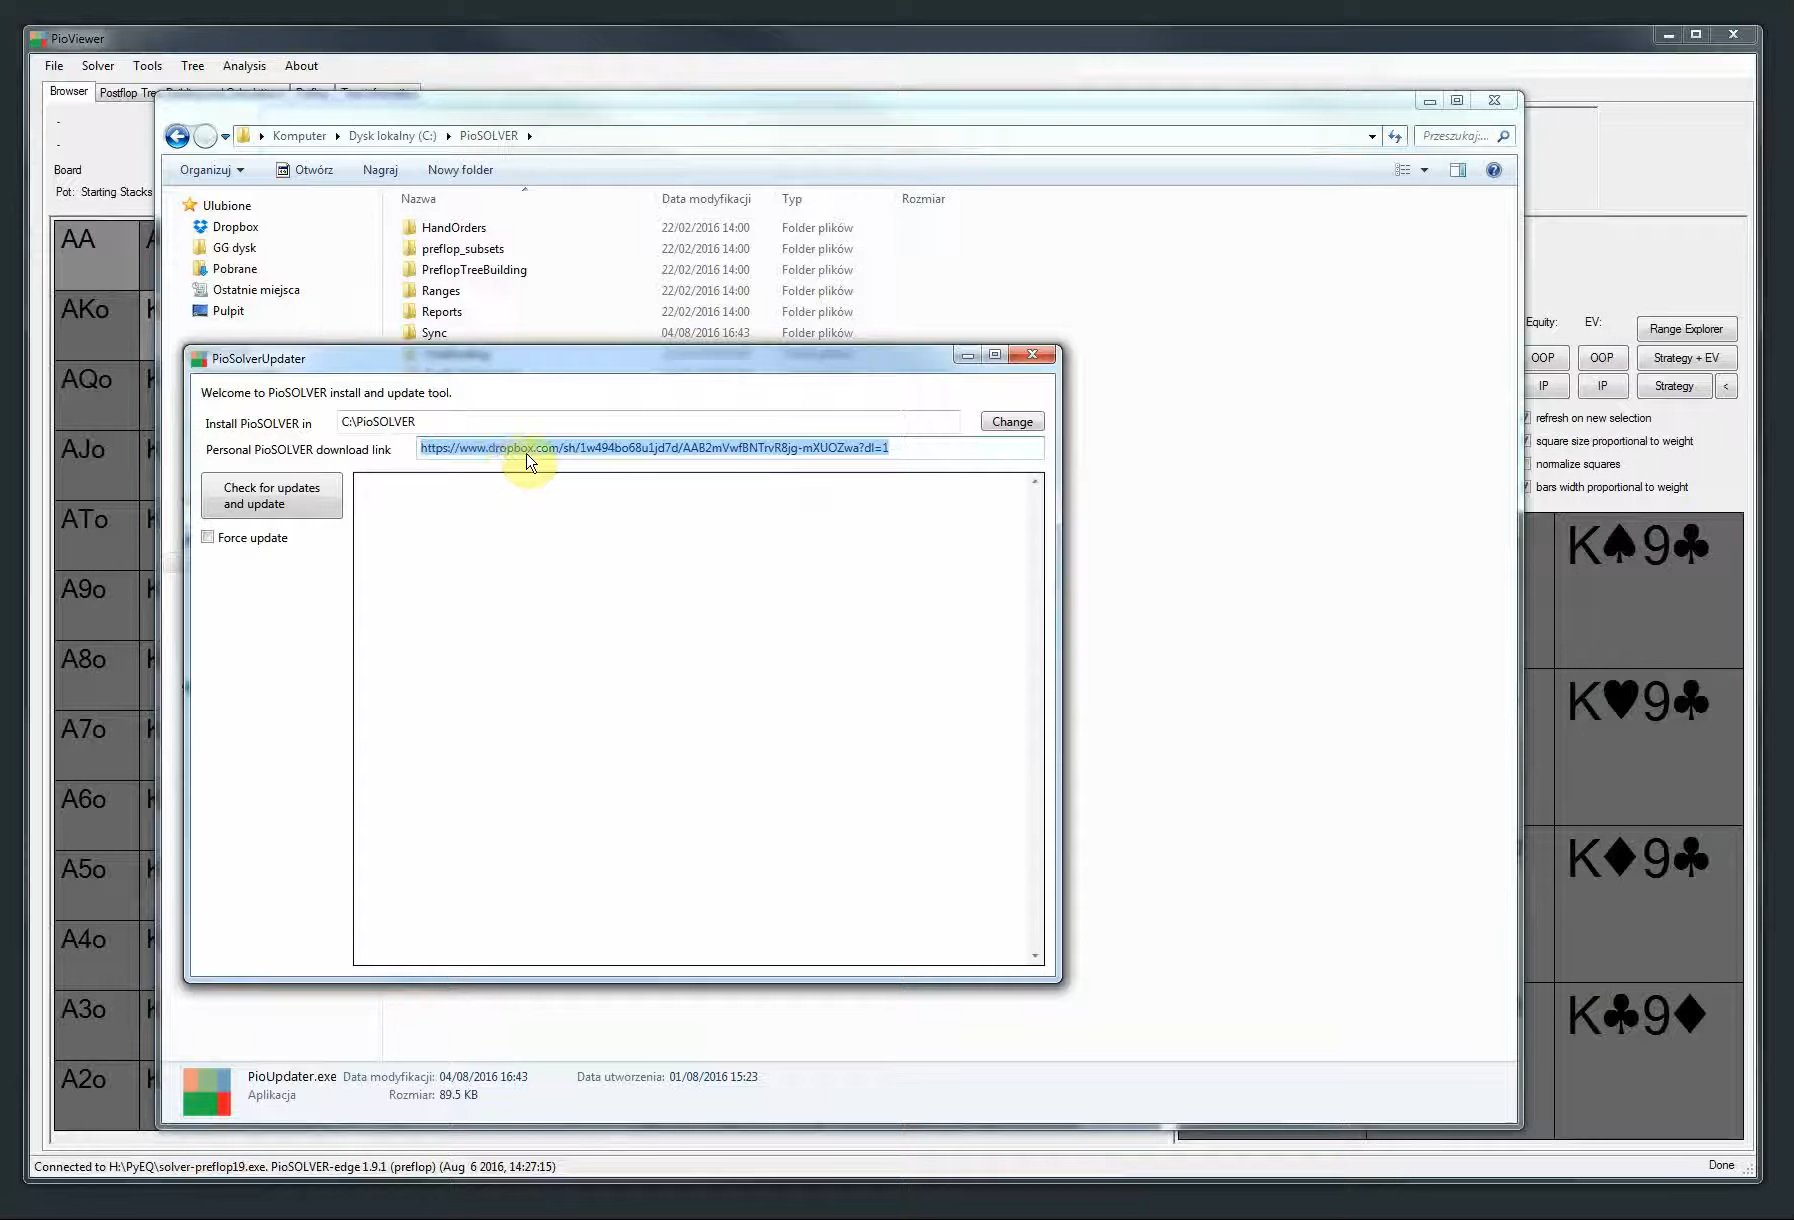 PioViewer
File Solver Tools Tree Analysis About
Browser Postflop Tre
Komputer Dysk lokalny (C:) PioSOLVER Przeszukaj:...
Board
Pot: Starting Stacks
Organizuj Otwórz Nagraj Nowy folder
Ulubione
Dropbox
GG dysk
Pobrane
Ostatnie miejsca
Pulpit
Nazwa Data modyfikacji Typ Rozmiar
HandOrders 22/02/2016 14:00 Folder plików
preflop_subsets 22/02/2016 14:00 Folder plików
PreflopTreeBuilding 22/02/2016 14:00 Folder plików
Ranges 22/02/2016 14:00 Folder plików
Reports 22/02/2016 14:00 Folder plików
Sync 04/08/2016 16:43 Folder plików
PioSolverUpdater
Welcome to PioSOLVER install and update tool.
Install PioSOLVER in C:\PioSOLVER Change
Personal PioSOLVER download link https://www.dropbox.com/sh/1w494bo68u1jd7d/AAB2mVwfBNTrvR8jg-mXUOZwa?dl=1
Check for updates
and update
Force update
AA
AKo
AQo
AJo
ATo
A9o
A8o
A7o
A6o
A5o
A4o
A3o
A2o
Equity: EV: Range Explorer
OOP OOP Strategy + EV
IP IP Strategy <
refresh on new selection
square size proportional to weight
normalize squares
bars width proportional to weight
K♠9♣
K♥9♣
K♦9♣
K♣9♦
PioUpdater.exe Data modyfikacji: 04/08/2016 16:43 Data utworzenia: 01/08/2016 15:23
Aplikacja Rozmiar: 89.5 KB
Connected to H:\PyEQ\solver-preflop19.exe. PioSOLVER-edge 1.9.1 (preflop) (Aug 6 2016, 14:27:15) Done